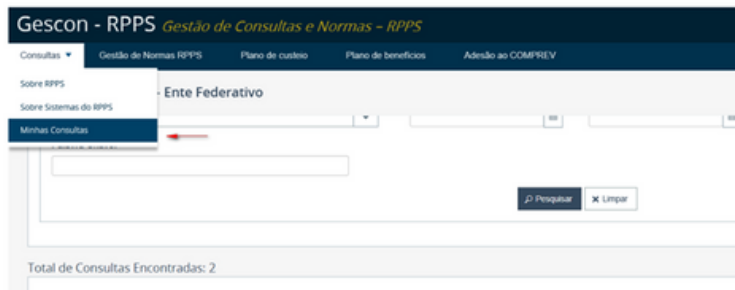 Gescon - RPPS Gestão de Consultas e Normas – RPPS
Consultas Gestão de Normas RPPS Plano de custeio Plano de benefícios Adesão ao COMPREV
Sobre RPPS
- Ente Federativo
Sobre Sistemas do RPPS
Minhas Consultas
Pesquisar Limpar
Total de Consultas Encontradas: 2